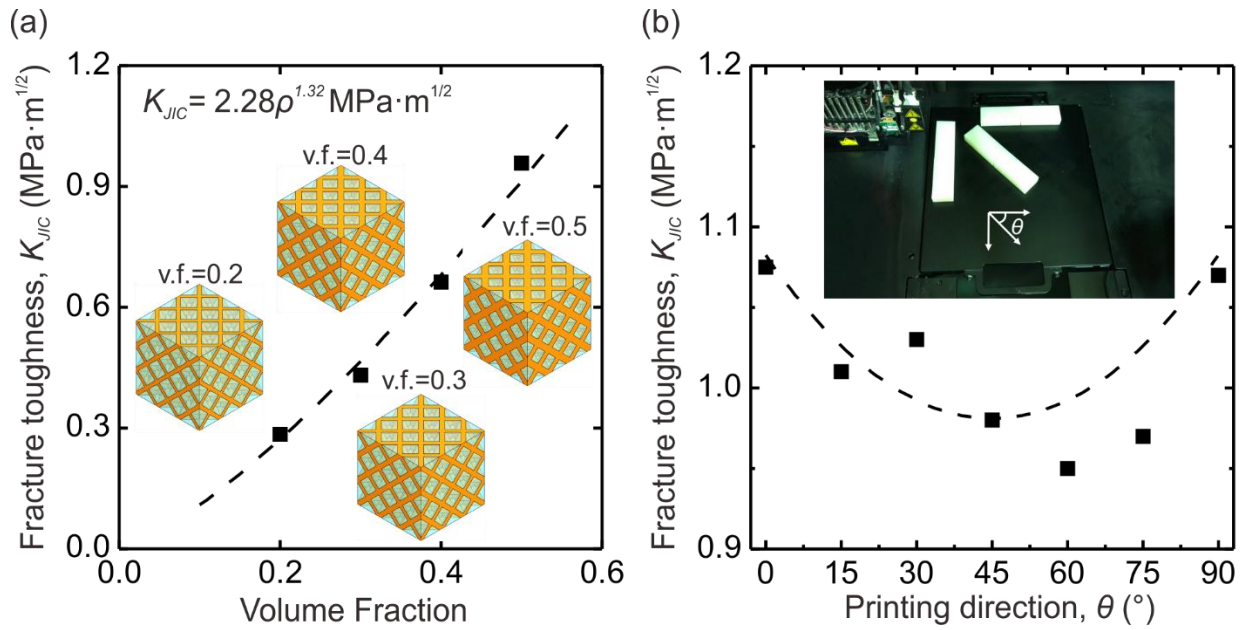 (a)
Fracture toughness, K_JIC (MPa·m^1/2)
1.2
0.9
0.6
0.3
0.0
K_JIC = 2.28ρ^1.32 MPa·m^1/2
v.f.=0.4
v.f.=0.5
v.f.=0.2
v.f.=0.3
0.0 0.2 0.4 0.6
Volume Fraction
(b)
Fracture toughness, K_JIC (MPa·m^1/2)
1.2
1.1
1.0
0.9
θ
0 15 30 45 60 75 90
Printing direction, θ (°)